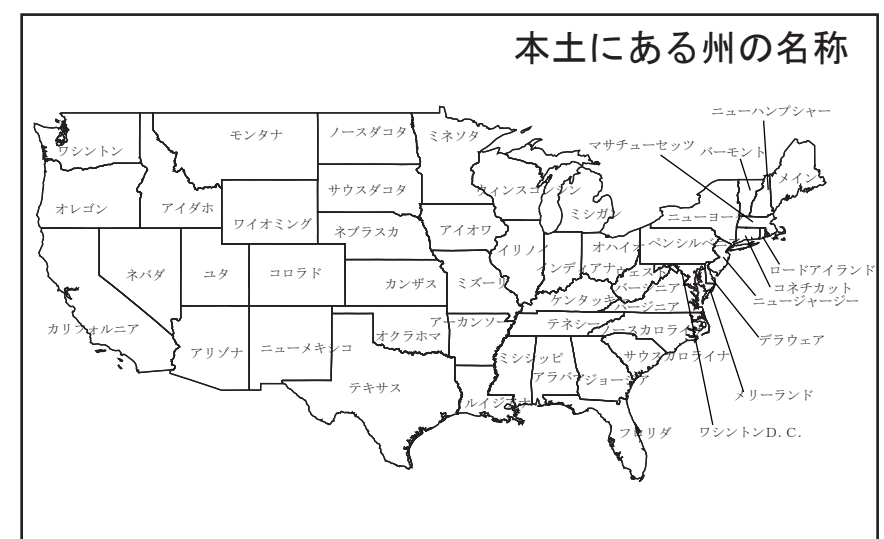 本土にある州の名称
ニューハンプシャー
マサチューセッツ
バーモント
メイン
ワシントン
モンタナ
ノースダコタ
ミネソタ
ウィンスコンシン
ミシガン
ニューヨーク
オレゴン
アイダホ
サウスダコタ
ワイオミング
ネブラスカ
アイオワ
イリノイ
インディアナ
オハイオ
ペンシルベニア
ロードアイランド
コネチカット
ニュージャージー
ネバダ
ユタ
コロラド
カンザス
ミズーリ
ケンタッキー
ウェスト
バージニア
バージニア
カリフォルニア
アリゾナ
ニューメキシコ
オクラホマ
アーカンソー
テネシー
ノースカロライナ
サウスカロライナ
デラウェア
テキサス
ルイジアナ
ミシシッピ
アラバマ
ジョージア
メリーランド
フロリダ
ワシントンD.C.